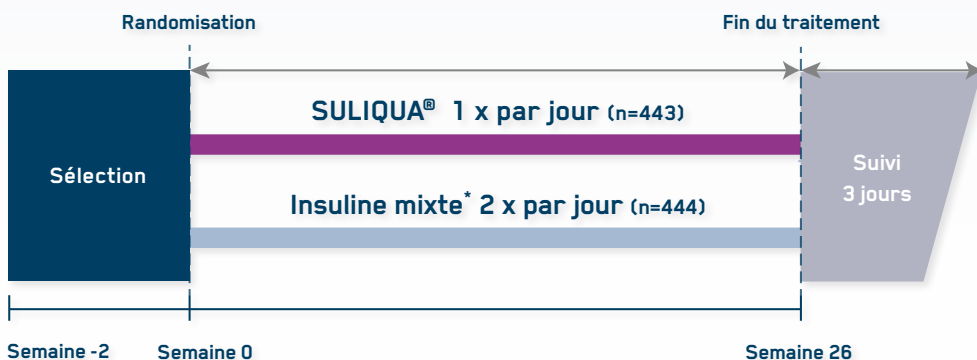 Randomisation
Fin du traitement
SULIQUA® 1 x par jour (n=443)
Sélection
Suivi
3 jours
Insuline mixte* 2 x par jour (n=444)
Semaine -2
Semaine 0
Semaine 26